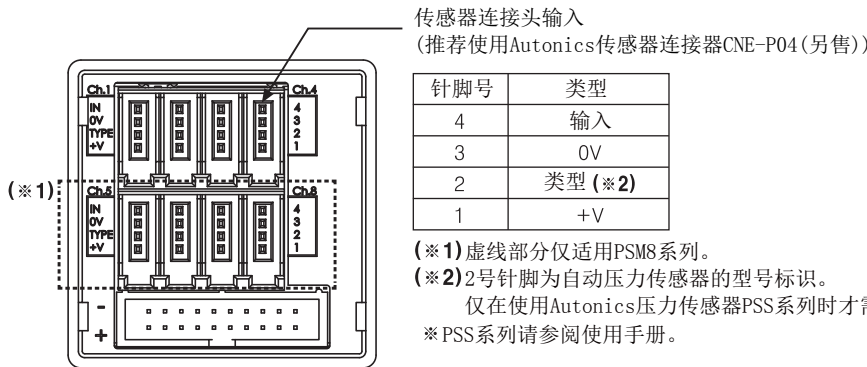 传感器连接头输入
(推荐使用Autonics传感器连接器CNE-P04(另售))
Ch.1
Ch.4
IN
0V
TYPE
+V
4
3
2
1
针脚号 类型
4 输入
3 0V
2 类型(※2)
1 +V
(※1)
Ch.5
Ch.8
IN
0V
TYPE
+V
4
3
2
1
-
+
(※1)虚线部分仅适用PSM8系列。
(※2)2号针脚为自动压力传感器的型号标识。
仅在使用Autonics压力传感器PSS系列时才
※PSS系列请参阅使用手册。